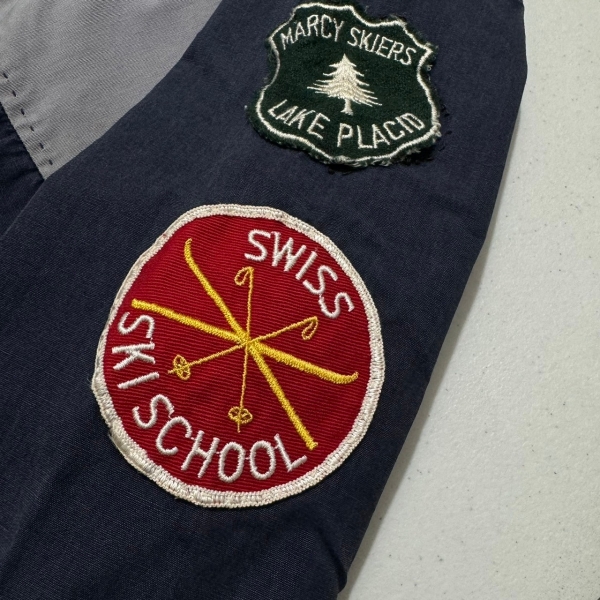 MARCY SKIERS
LAKE PLACID
SWISS
SKI SCHOOL